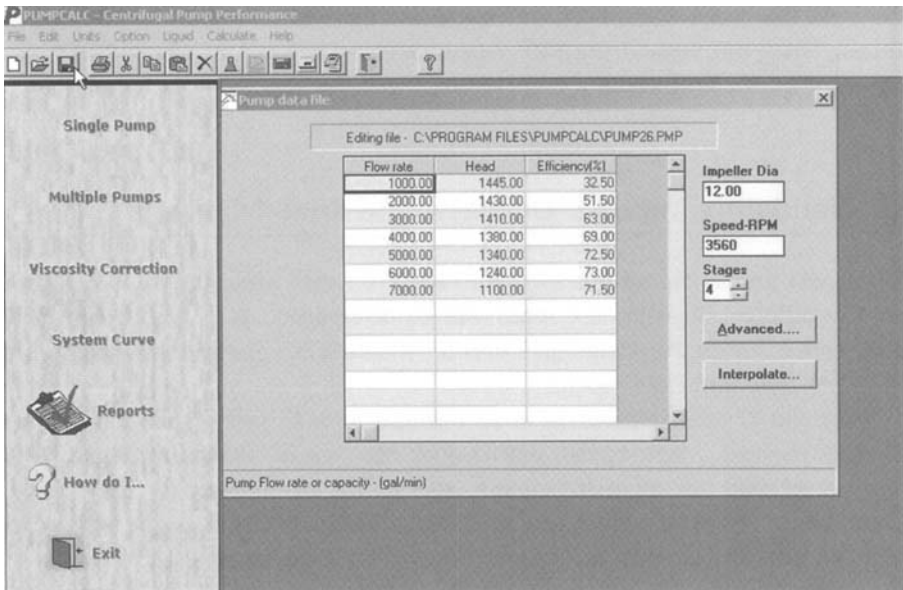 PUMPCALC - Centrifugal Pump Performance
File Edit Units Option Liquid Calculate Help
Pump data file
Editing file - C:\PROGRAM FILES\PUMPCALC\PUMP26.PMP
Flow rate Head Efficiency(%)
1000.00 1445.00 32.50
2000.00 1430.00 51.50
3000.00 1410.00 63.00
4000.00 1380.00 69.00
5000.00 1340.00 72.50
6000.00 1240.00 73.00
7000.00 1100.00 71.50
Impeller Dia
12.00
Speed-RPM
3560
Stages
4
Advanced....
Interpolate...
Pump Flow rate or capacity - (gal/min)
Single Pump
Multiple Pumps
Viscosity Correction
System Curve
Reports
How do I...
Exit